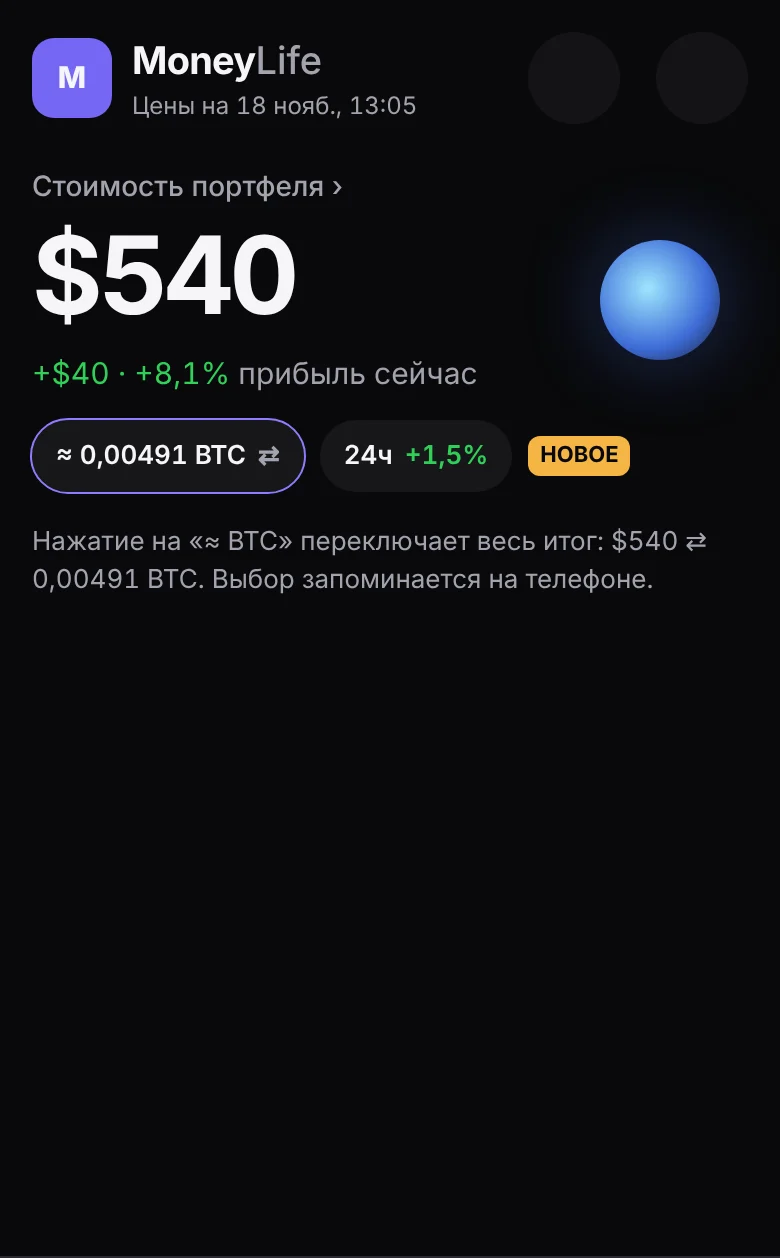 M
MoneyLife
Цены на 18 нояб., 13:05
Стоимость портфеля ›
$540
+$40 · +8,1% прибыль сейчас
≈ 0,00491 BTC ⇄
24ч +1,5%
НОВОЕ
Нажатие на «≈ BTC» переключает весь итог: $540 ⇄
0,00491 BTC. Выбор запоминается на телефоне.